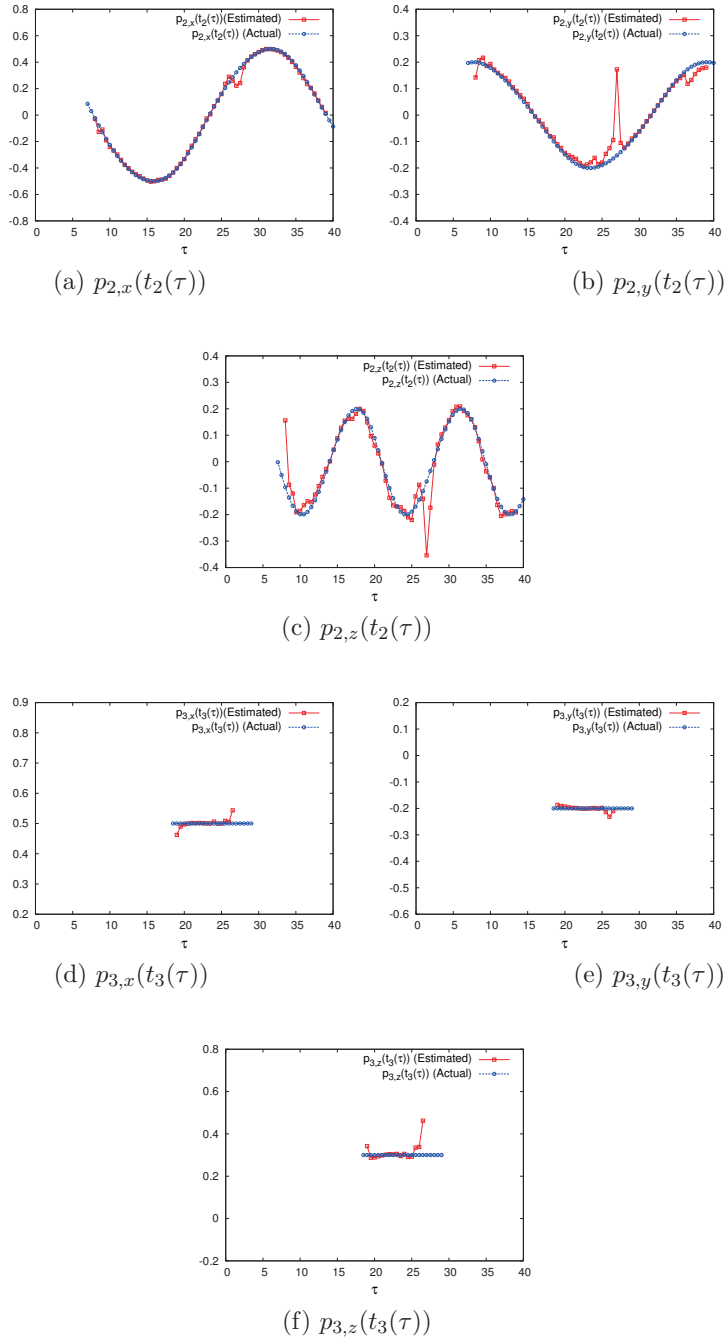 p2,x(t2(τ))(Estimated)
p2,x(t2(τ)) (Actual)
0.8
0.6
0.4
0.2
0
-0.2
-0.4
-0.6
-0.8
0 5 10 15 20 25 30 35 40
τ
(a) p2,x(t2(τ))
p2,y(t2(τ)) (Estimated)
p2,y(t2(τ)) (Actual)
0.4
0.3
0.2
0.1
0
-0.1
-0.2
-0.3
-0.4
0 5 10 15 20 25 30 35 40
τ
(b) p2,y(t2(τ))
p2,z(t2(τ)) (Estimated)
p2,z(t2(τ)) (Actual)
0.4
0.3
0.2
0.1
0
-0.1
-0.2
-0.3
-0.4
0 5 10 15 20 25 30 35 40
τ
(c) p2,z(t2(τ))
p3,x(t3(τ))(Estimated)
p3,x(t3(τ)) (Actual)
0.9
0.8
0.7
0.6
0.5
0.4
0.3
0.2
0 5 10 15 20 25 30 35 40
τ
(d) p3,x(t3(τ))
p3,y(t3(τ)) (Estimated)
p3,y(t3(τ)) (Actual)
0.2
0.1
0
-0.1
-0.2
-0.3
-0.4
-0.5
-0.6
0 5 10 15 20 25 30 35 40
τ
(e) p3,y(t3(τ))
p3,z(t3(τ)) (Estimated)
p3,z(t3(τ)) (Actual)
0.8
0.6
0.4
0.2
0
-0.2
0 5 10 15 20 25 30 35 40
τ
(f) p3,z(t3(τ))